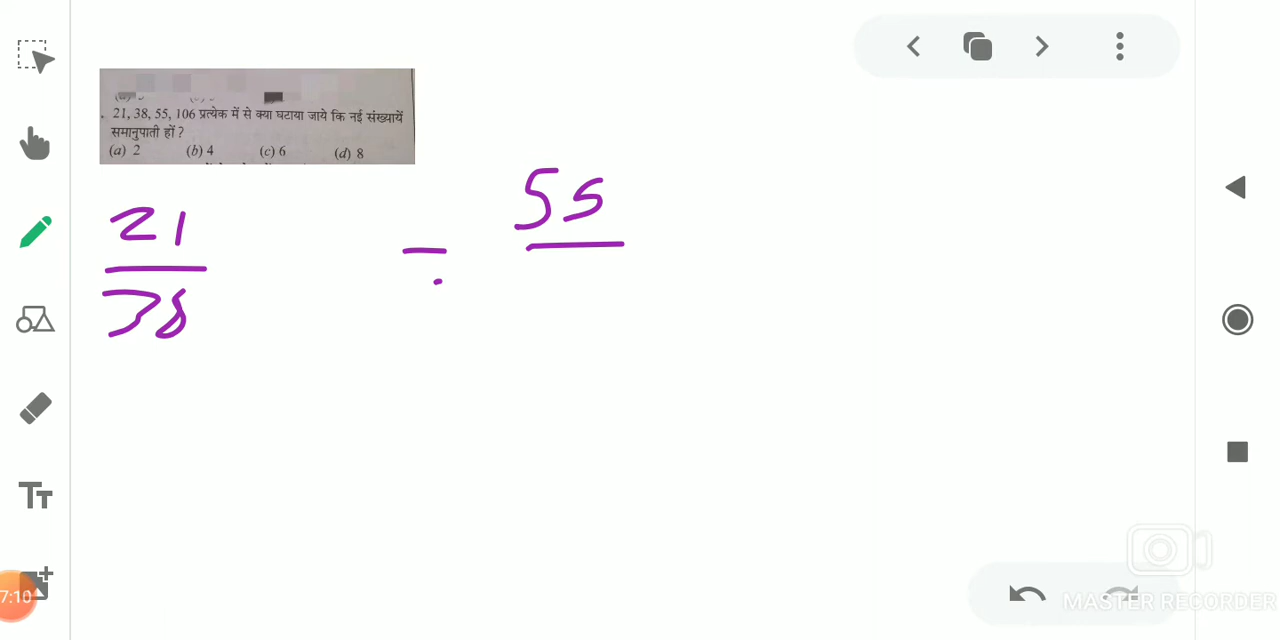 21, 38, 55, 106 प्रत्येक में से क्या घटाया जाये कि नई संख्यायें
समानुपाती हों ?
(a) 2 (b) 4 (c) 6 (d) 8
21
38
55
TT
7:10
MASTER RECORDER